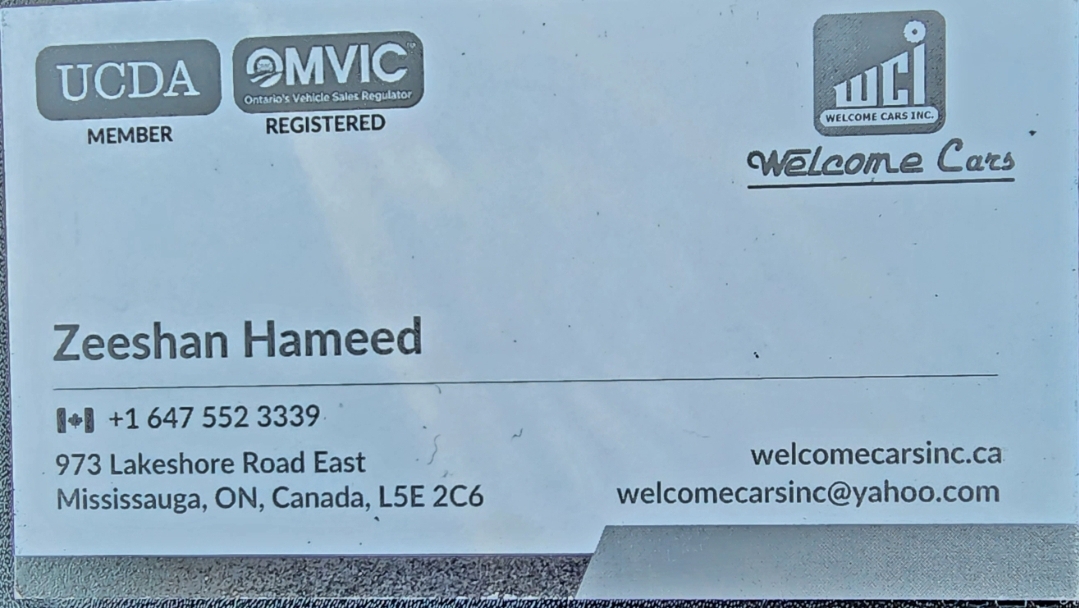 UCDA
MEMBER
OMVIC
Ontario's Vehicle Sales Regulator
REGISTERED
WCI
WELCOME CARS INC.
Welcome Cars
Zeeshan Hameed
+1 647 552 3339
973 Lakeshore Road East
Mississauga, ON, Canada, L5E 2C6
welcomecarsinc.ca
welcomecarsinc@yahoo.com